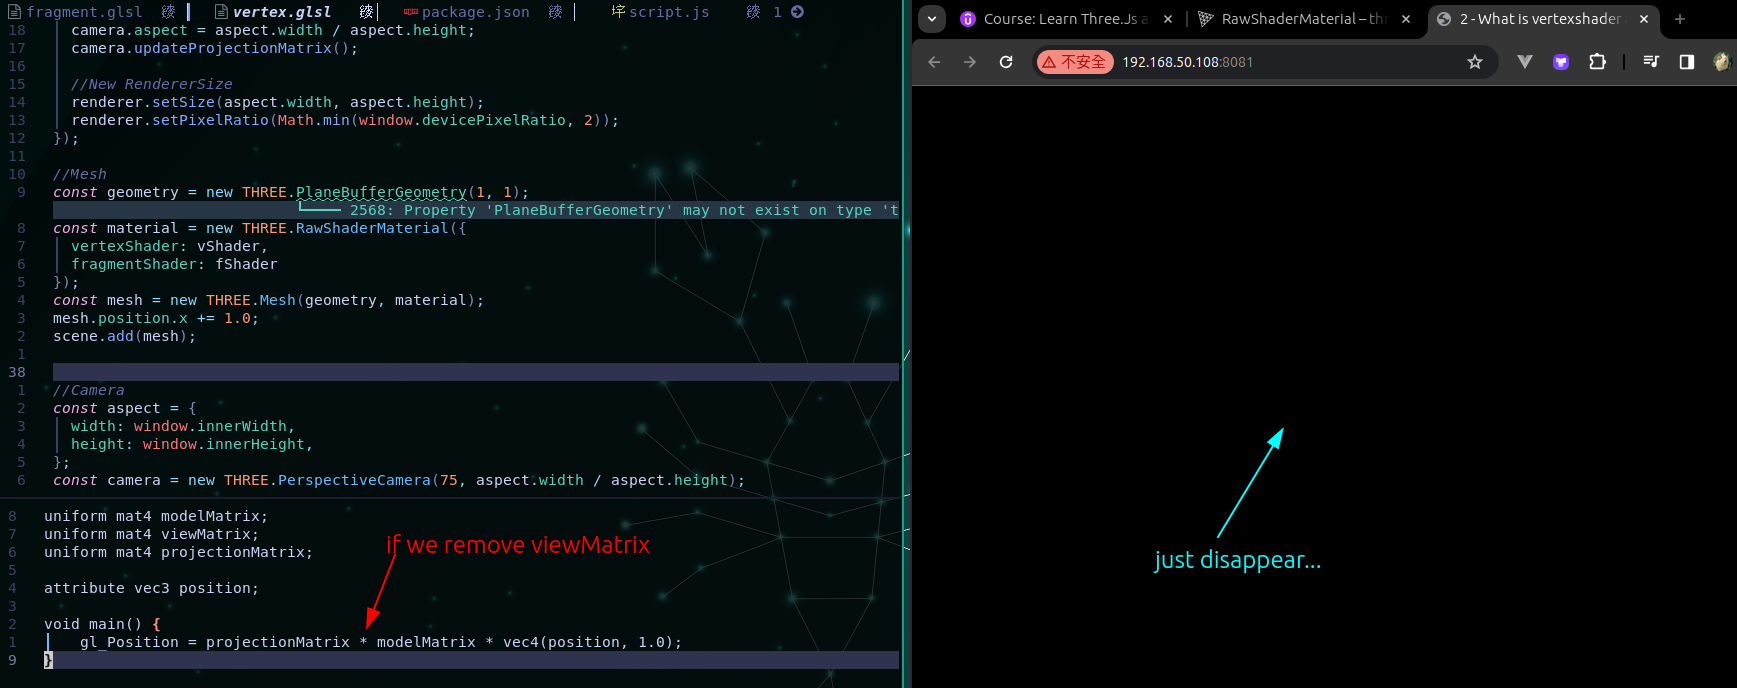 fragment.glsl vertex.glsl package.json script.js 1
18 camera.aspect = aspect.width / aspect.height;
17 camera.updateProjectionMatrix();
16
15 //New RendererSize
14 renderer.setSize(aspect.width, aspect.height);
13 renderer.setPixelRatio(Math.min(window.devicePixelRatio, 2));
12 });
11
10 //Mesh
9 const geometry = new THREE.PlaneBufferGeometry(1, 1);
2568: Property 'PlaneBufferGeometry' may not exist on type 't
8 const material = new THREE.RawShaderMaterial({
7 vertexShader: vShader,
6 fragmentShader: fShader
5 });
4 const mesh = new THREE.Mesh(geometry, material);
3 mesh.position.x += 1.0;
2 scene.add(mesh);
1
38
1 //Camera
2 const aspect = {
3 width: window.innerWidth,
4 height: window.innerHeight,
5 };
6 const camera = new THREE.PerspectiveCamera(75, aspect.width / aspect.height);
8 uniform mat4 modelMatrix;
7 uniform mat4 viewMatrix;
6 uniform mat4 projectionMatrix;
5
4 attribute vec3 position;
3
2 void main() {
1 gl_Position = projectionMatrix * modelMatrix * vec4(position, 1.0);
9 }
if we remove viewMatrix
Course: Learn Three.Js a
RawShaderMaterial – thr
2 - What is vertexshader
不安全 192.168.50.108:8081
just disappear...